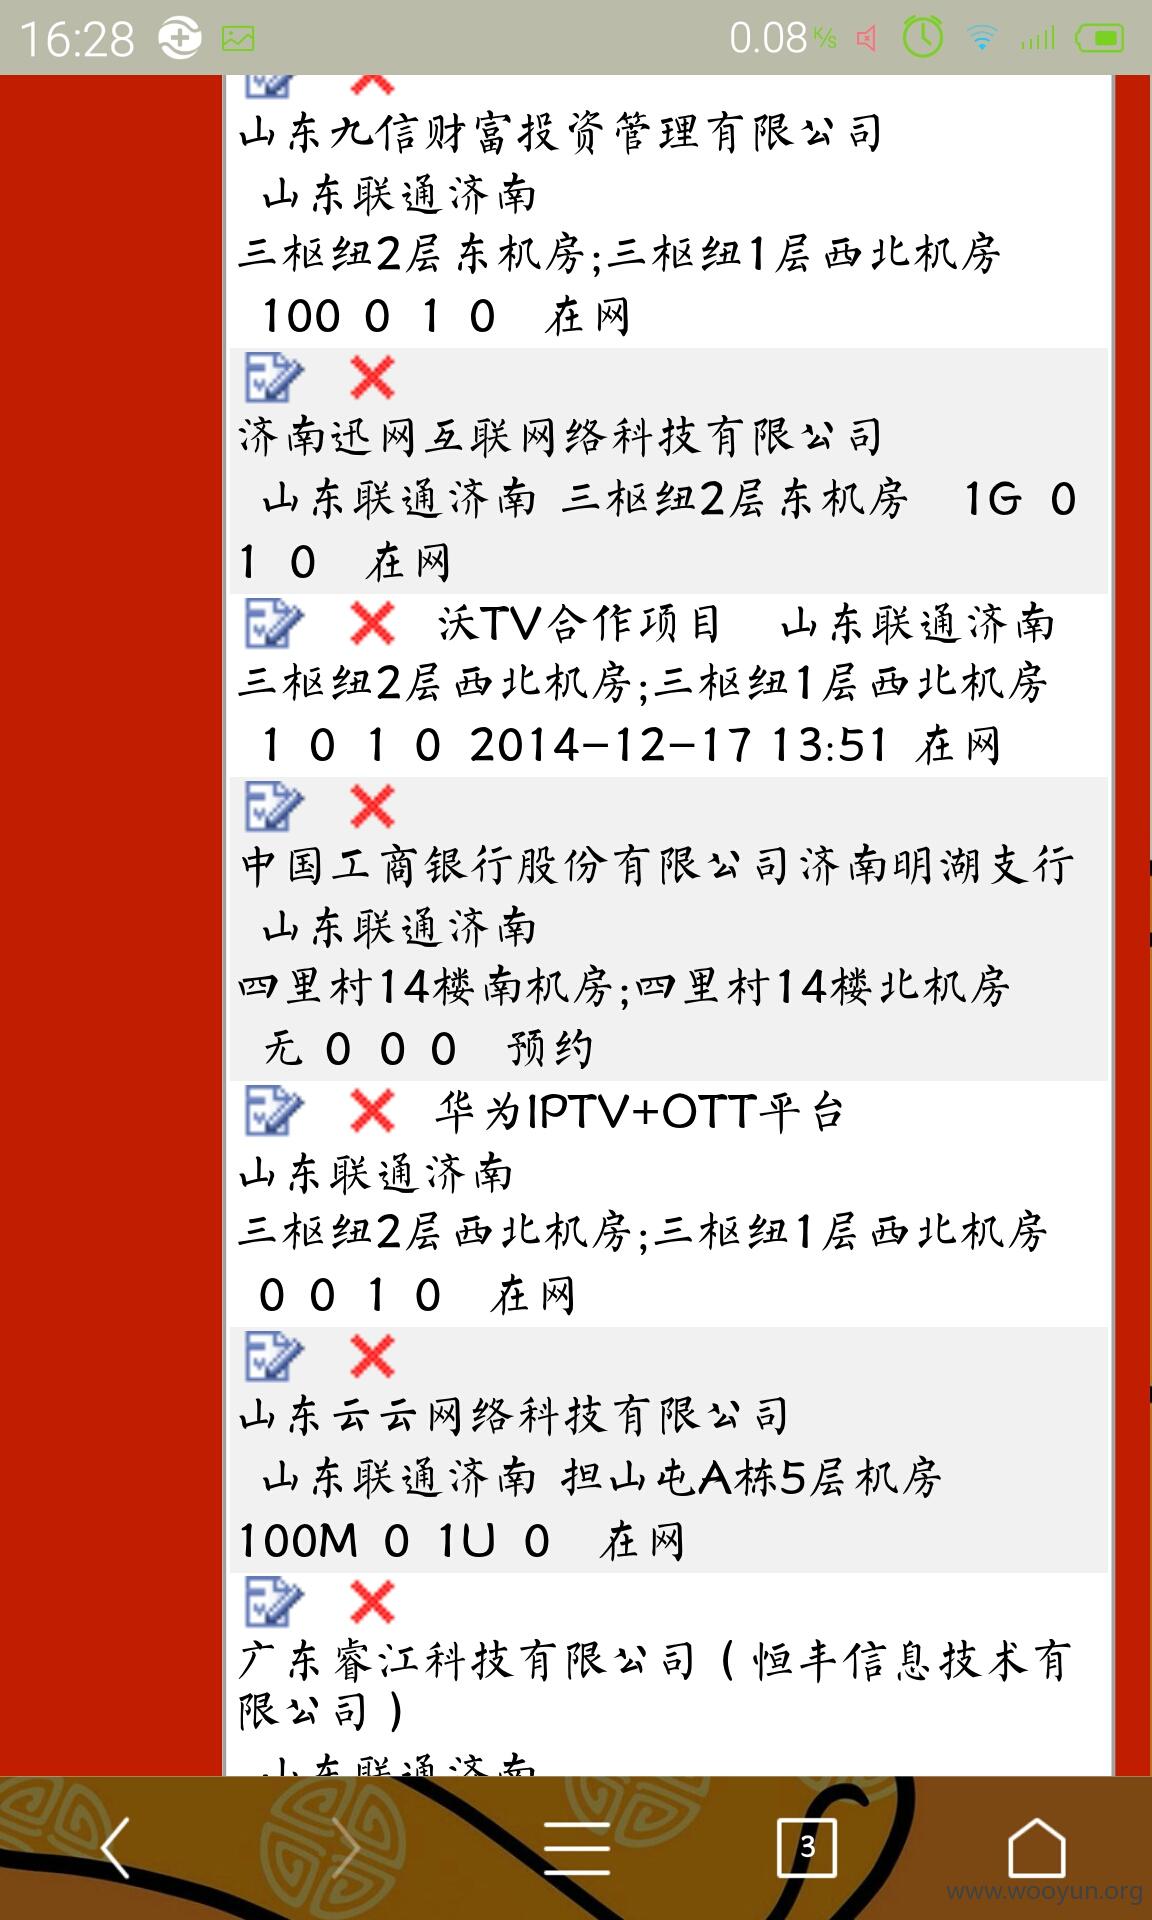 16:28 0.08 K/s
山东九信财富投资管理有限公司
山东联通济南
三枢纽2层东机房;三枢纽1层西北机房
100 0 1 0 在网
济南迅网互联网络科技有限公司
山东联通济南 三枢纽2层东机房 1G 0
1 0 在网
沃TV合作项目 山东联通济南
三枢纽2层西北机房;三枢纽1层西北机房
1 0 1 0 2014-12-17 13:51 在网
中国工商银行股份有限公司济南明湖支行
山东联通济南
四里村14楼南机房;四里村14楼北机房
无 0 0 0 预约
华为IPTV+OTT平台
山东联通济南
三枢纽2层西北机房;三枢纽1层西北机房
0 0 1 0 在网
山东云云网络科技有限公司
山东联通济南 担山屯A栋5层机房
100M 0 1U 0 在网
广东睿江科技有限公司（恒丰信息技术有
限公司）
山东联通济南
3
www.wooyun.org